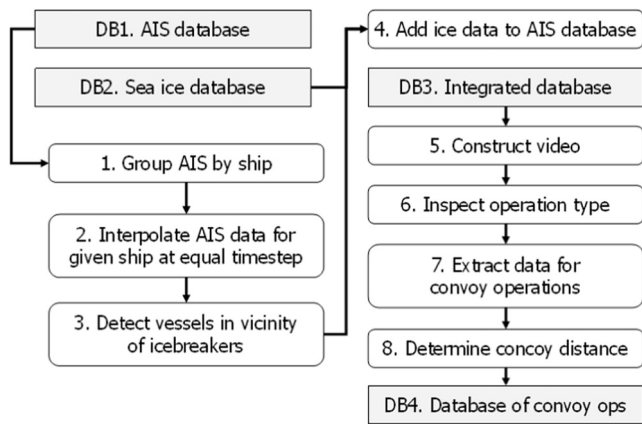 DB1. AIS database
DB2. Sea ice database
1. Group AIS by ship
2. Interpolate AIS data for
given ship at equal timestep
3. Detect vessels in vicinity
of icebreakers
4. Add ice data to AIS database
DB3. Integrated database
5. Construct video
6. Inspect operation type
7. Extract data for
convoy operations
8. Determine concoy distance
DB4. Database of convoy ops